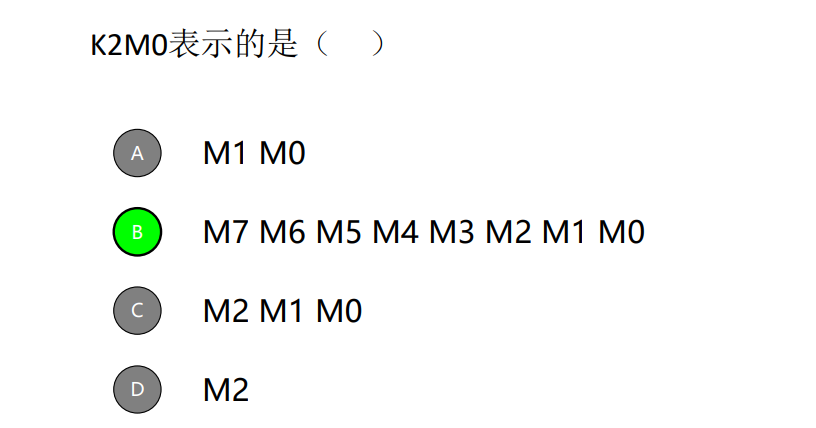 K2M0表示的是（ ）
A M1 M0
B M7 M6 M5 M4 M3 M2 M1 M0
C M2 M1 M0
D M2